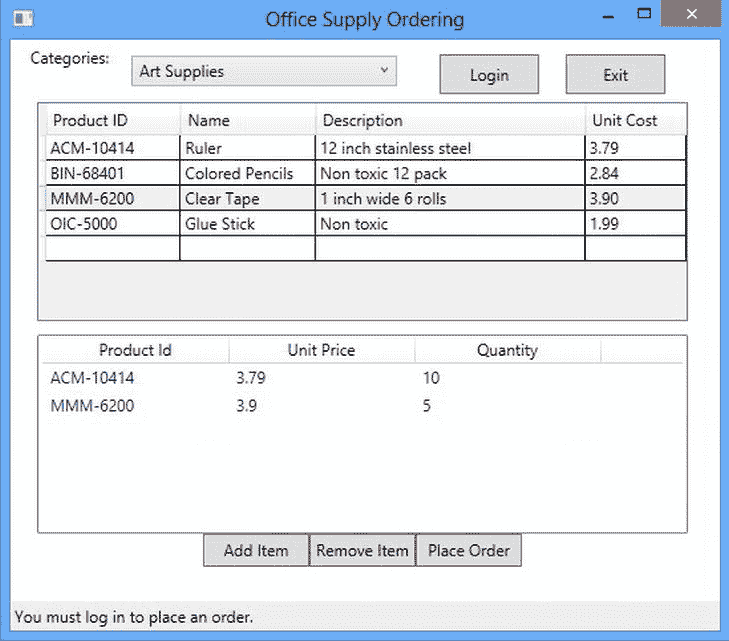 Office Supply Ordering
Categories: Art Supplies Login Exit
Product ID Name Description Unit Cost
ACM-10414 Ruler 12 inch stainless steel 3.79
BIN-68401 Colored Pencils Non toxic 12 pack 2.84
MMM-6200 Clear Tape 1 inch wide 6 rolls 3.90
OIC-5000 Glue Stick Non toxic 1.99
Product Id Unit Price Quantity
ACM-10414 3.79 10
MMM-6200 3.9 5
Add Item Remove Item Place Order
You must log in to place an order.